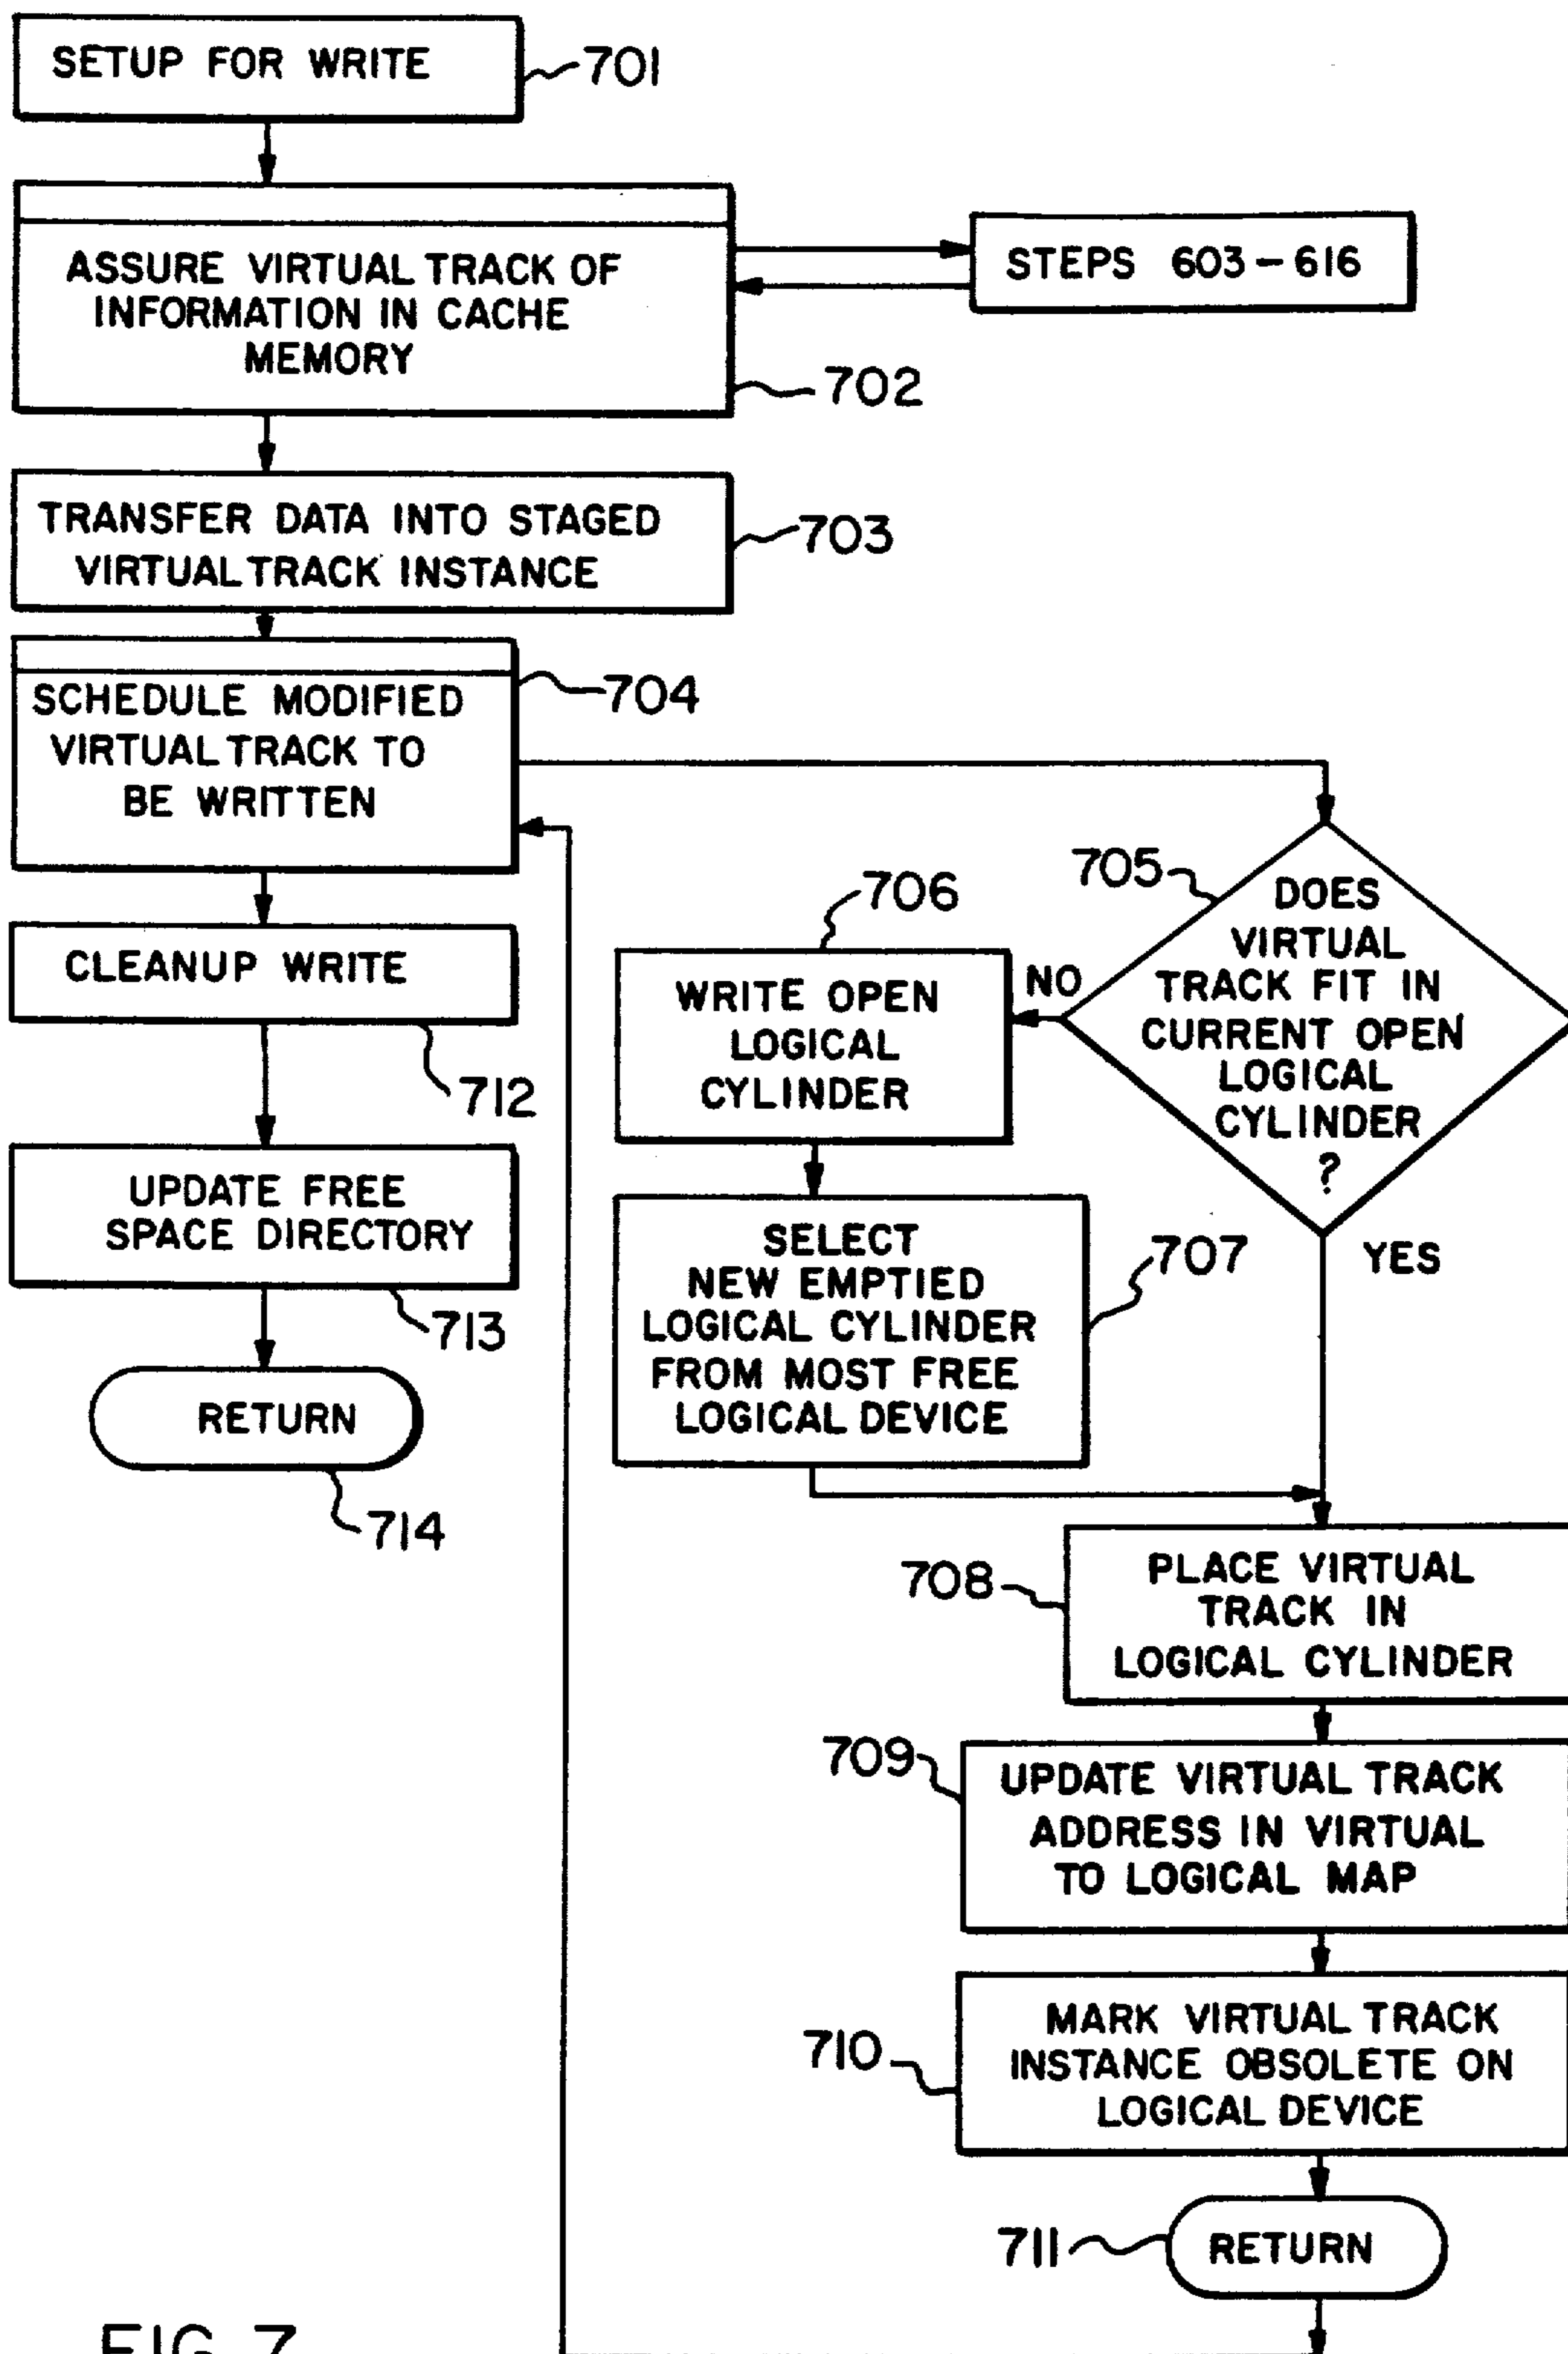 SETUP FOR WRITE
701
ASSURE VIRTUAL TRACK OF
INFORMATION IN CACHE
MEMORY
702
STEPS 603-616
TRANSFER DATA INTO STAGED
VIRTUAL TRACK INSTANCE
703
SCHEDULE MODIFIED
VIRTUAL TRACK TO
BE WRITTEN
704
705
DOES
VIRTUAL
TRACK FIT IN
CURRENT OPEN
LOGICAL
CYLINDER
?
NO
YES
706
WRITE OPEN
LOGICAL
CYLINDER
CLEANUP WRITE
712
SELECT
NEW EMPTIED
LOGICAL CYLINDER
FROM MOST FREE
LOGICAL DEVICE
707
UPDATE FREE
SPACE DIRECTORY
713
RETURN
714
708
PLACE VIRTUAL
TRACK IN
LOGICAL CYLINDER
709
UPDATE VIRTUAL TRACK
ADDRESS IN VIRTUAL
TO LOGICAL MAP
710
MARK VIRTUAL TRACK
INSTANCE OBSOLETE ON
LOGICAL DEVICE
711
RETURN
FIG. 7